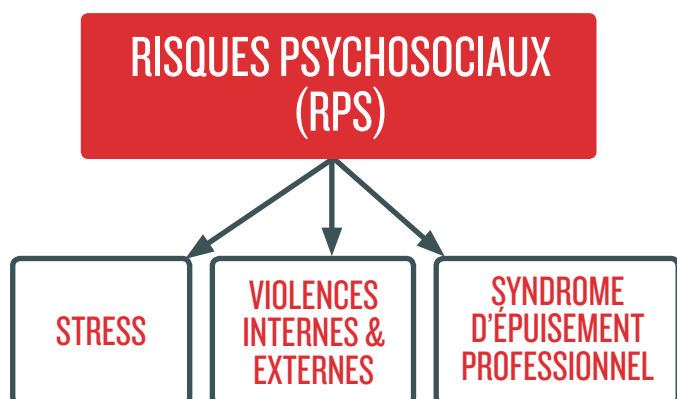 RISQUES PSYCHOSOCIAUX
(RPS)
STRESS
VIOLENCES
INTERNES &
EXTERNES
SYNDROME
D'ÉPUISEMENT
PROFESSIONNEL